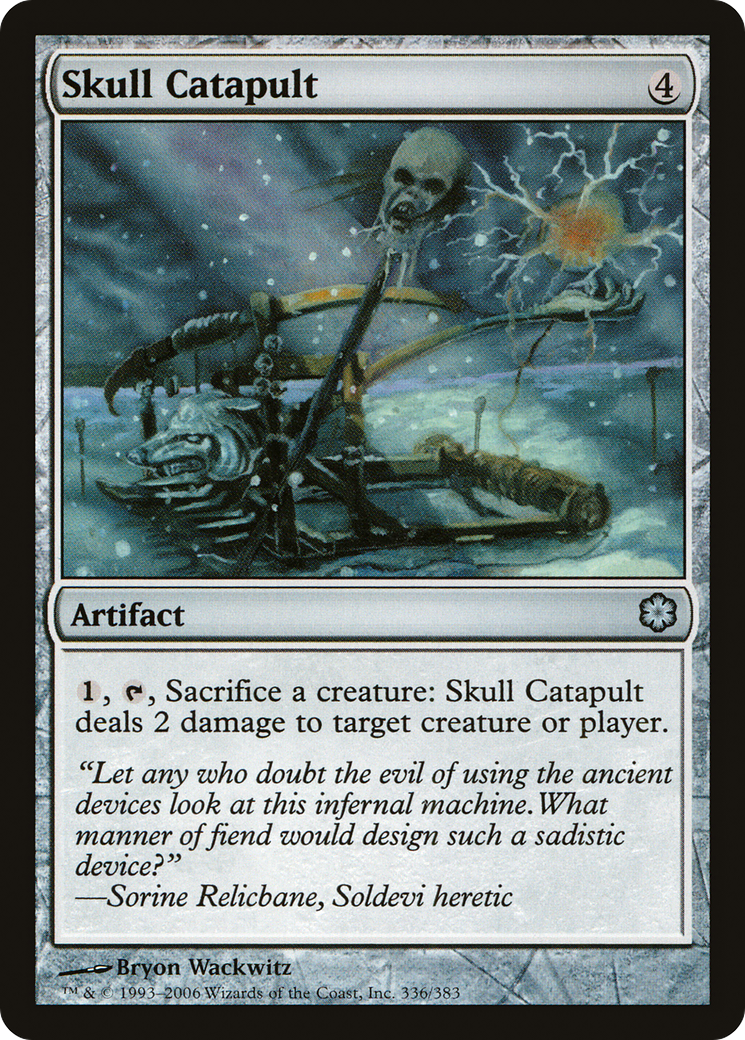 Skull Catapult
4
Artifact
1, , Sacrifice a creature: Skull Catapult
deals 2 damage to target creature or player.
“Let any who doubt the evil of using the ancient
devices look at this infernal machine. What
manner of fiend would design such a sadistic
device?”
—Sorine Relicbane, Soldevi heretic
Bryon Wackwitz
™ & © 1993–2006 Wizards of the Coast, Inc. 336/383